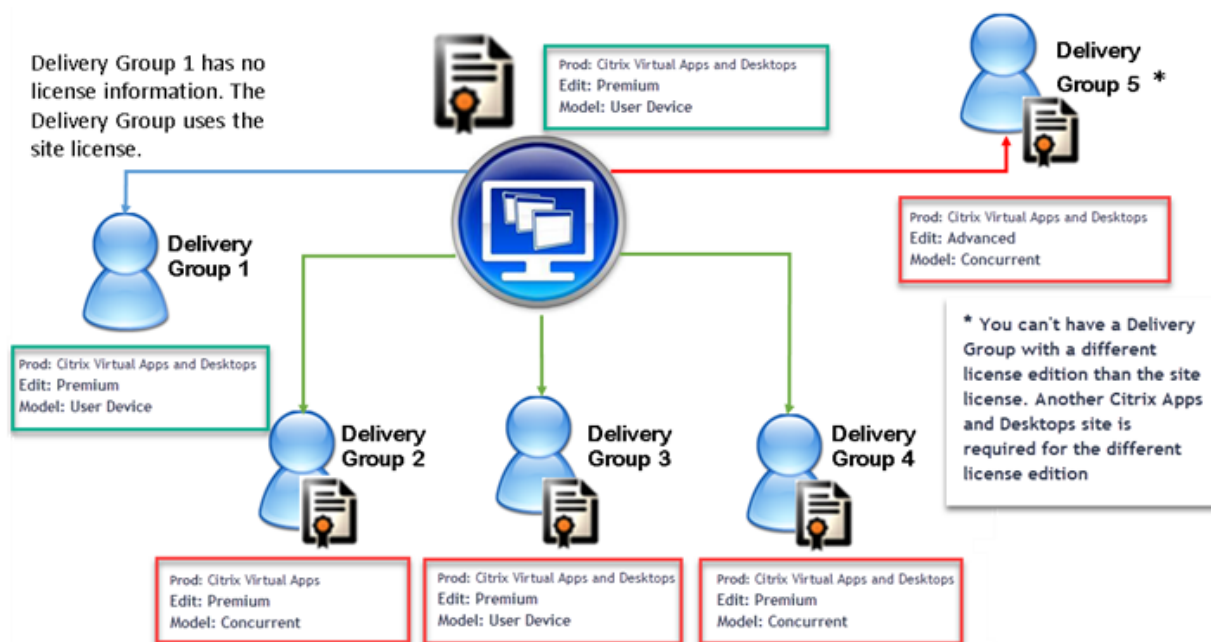 Delivery Group 1 has no
license information. The
Delivery Group uses the
site license.
Prod: Citrix Virtual Apps and Desktops
Edit: Premium
Model: User Device
Delivery
Group 5 *
Prod: Citrix Virtual Apps and Desktops
Edit: Advanced
Model: Concurrent
Delivery
Group 1
Prod: Citrix Virtual Apps and Desktops
Edit: Premium
Model: User Device
* You can't have a Delivery
Group with a different
license edition than the site
license. Another Citrix Apps
and Desktops site is
required for the different
license edition
Delivery
Group 2
Prod: Citrix Virtual Apps
Edit: Premium
Model: Concurrent
Delivery
Group 3
Prod: Citrix Virtual Apps and Desktops
Edit: Premium
Model: User Device
Delivery
Group 4
Prod: Citrix Virtual Apps and Desktops
Edit: Premium
Model: Concurrent